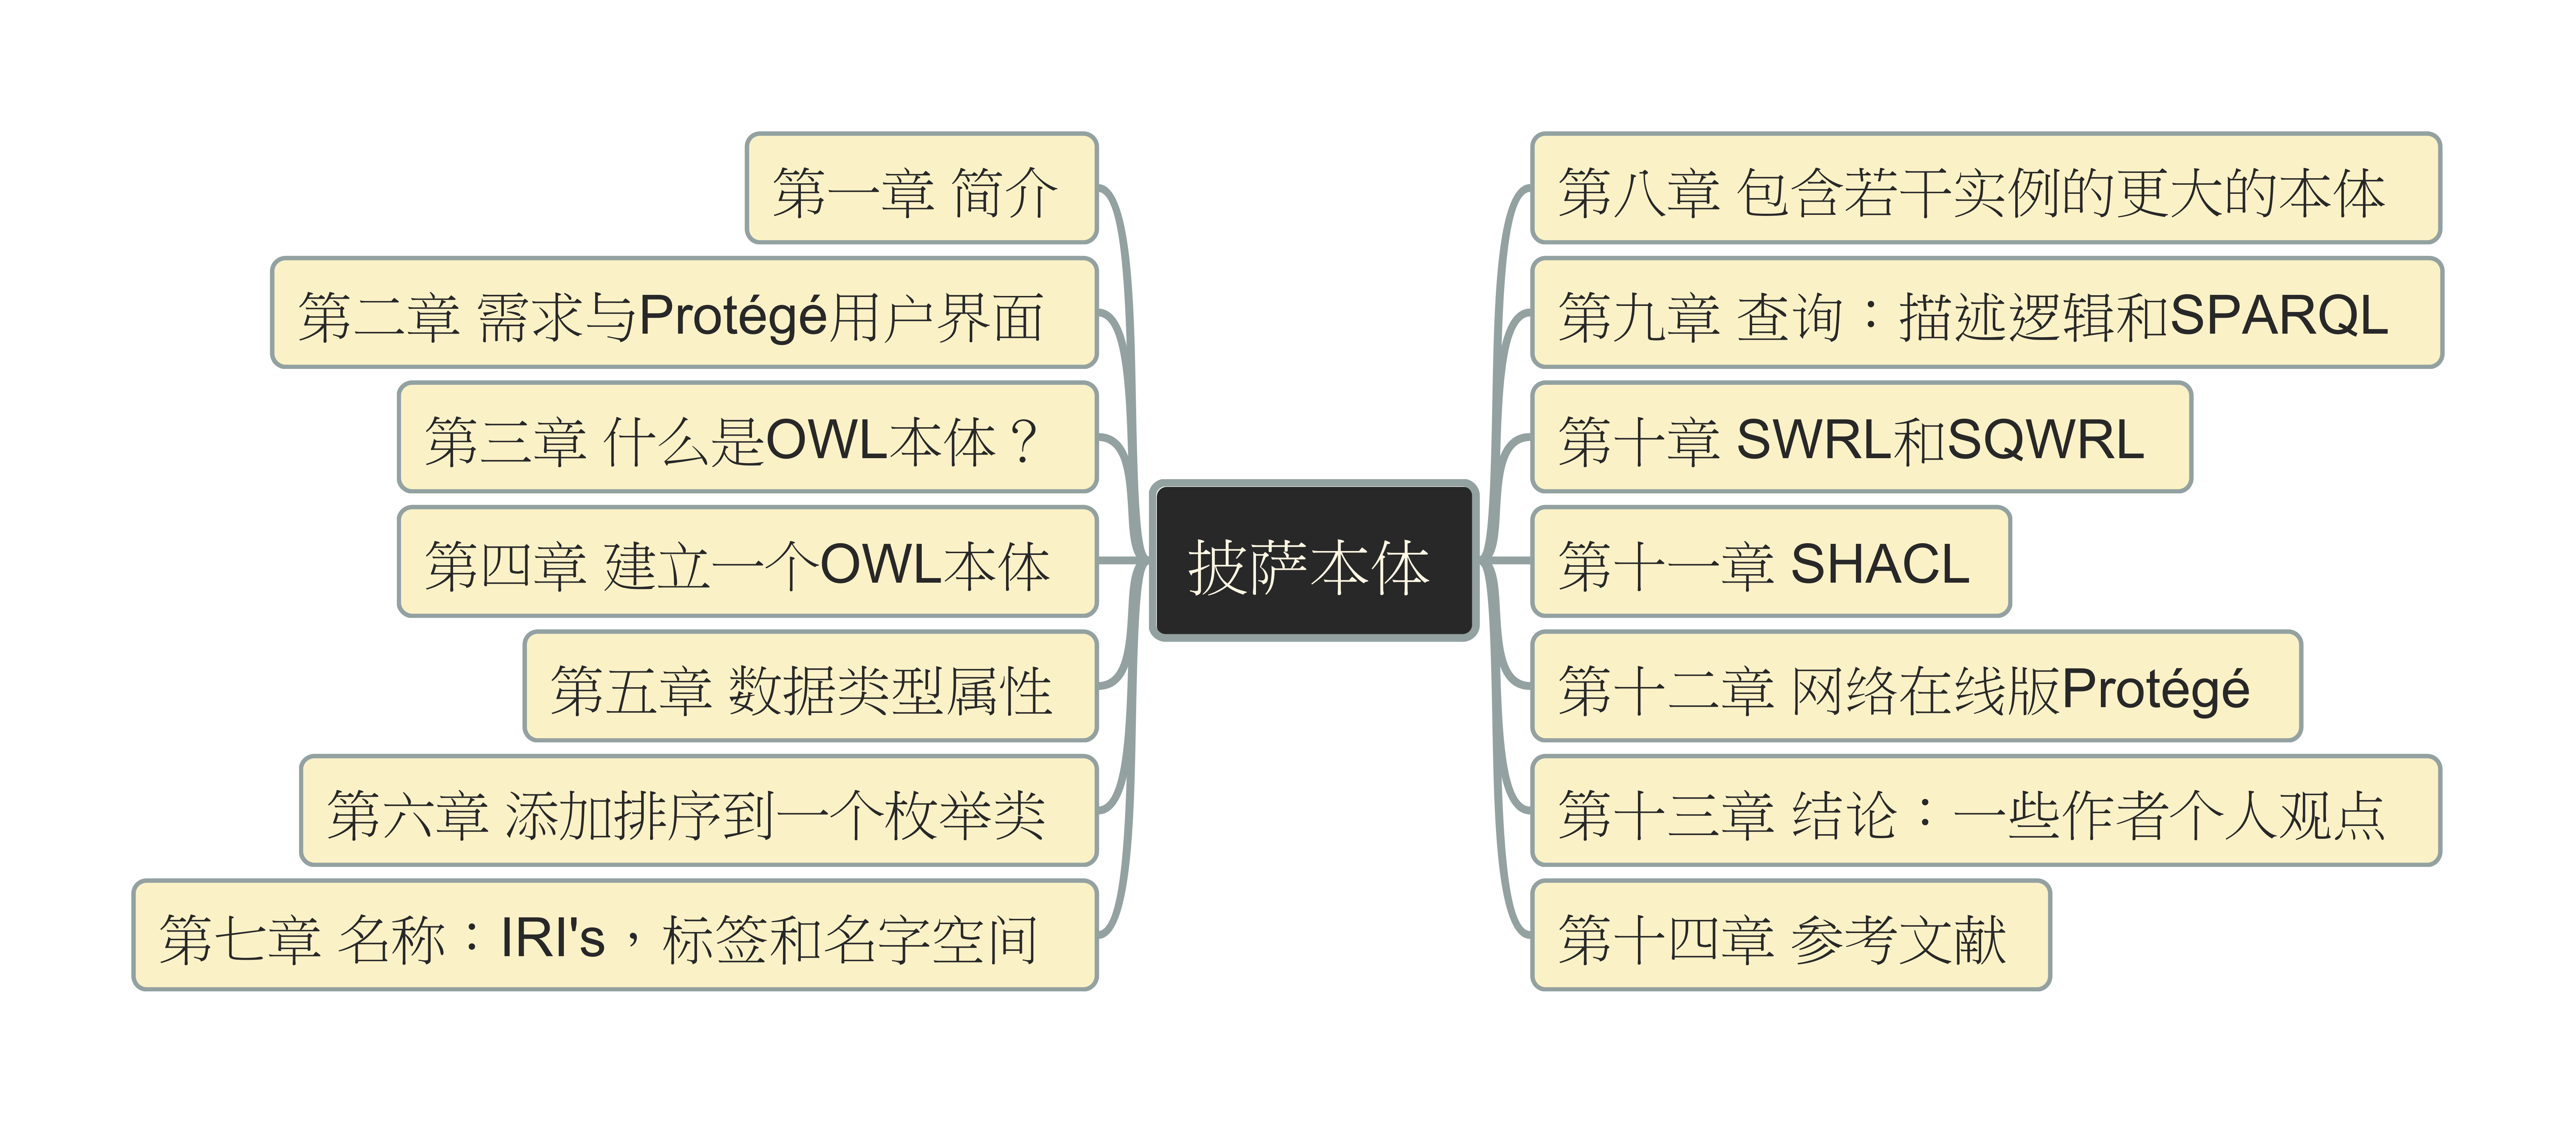 第一章 简介
第二章 需求与Protégé用户界面
第三章 什么是OWL本体？
第四章 建立一个OWL本体
第五章 数据类型属性
第六章 添加排序到一个枚举类
第七章 名称：IRI's，标签和名字空间
披萨本体
第八章 包含若干实例的更大的本体
第九章 查询：描述逻辑和SPARQL
第十章 SWRL和SQWRL
第十一章 SHACL
第十二章 网络在线版Protégé
第十三章 结论：一些作者个人观点
第十四章 参考文献